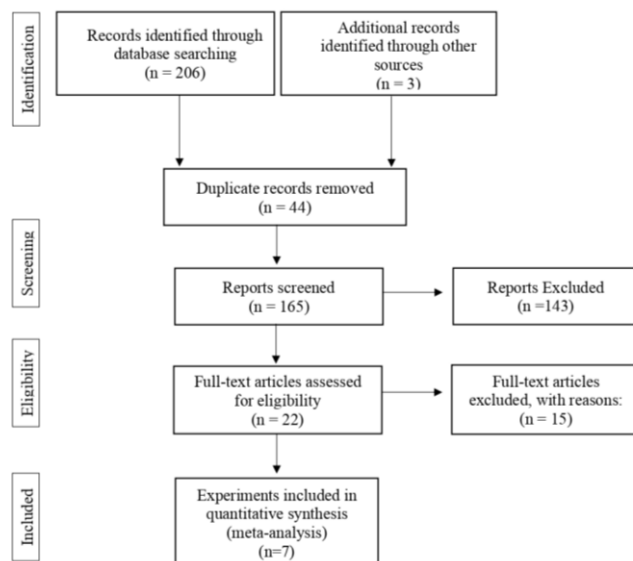 Identification
Records identified through
database searching
(n = 206)
Additional records
identified through other
sources
(n = 3)
Duplicate records removed
(n = 44)
Screening
Reports screened
(n = 165)
Reports Excluded
(n =143)
Eligibility
Full-text articles assessed
for eligibility
(n = 22)
Full-text articles
excluded, with reasons:
(n = 15)
Included
Experiments included in
quantitative synthesis
(meta-analysis)
(n=7)